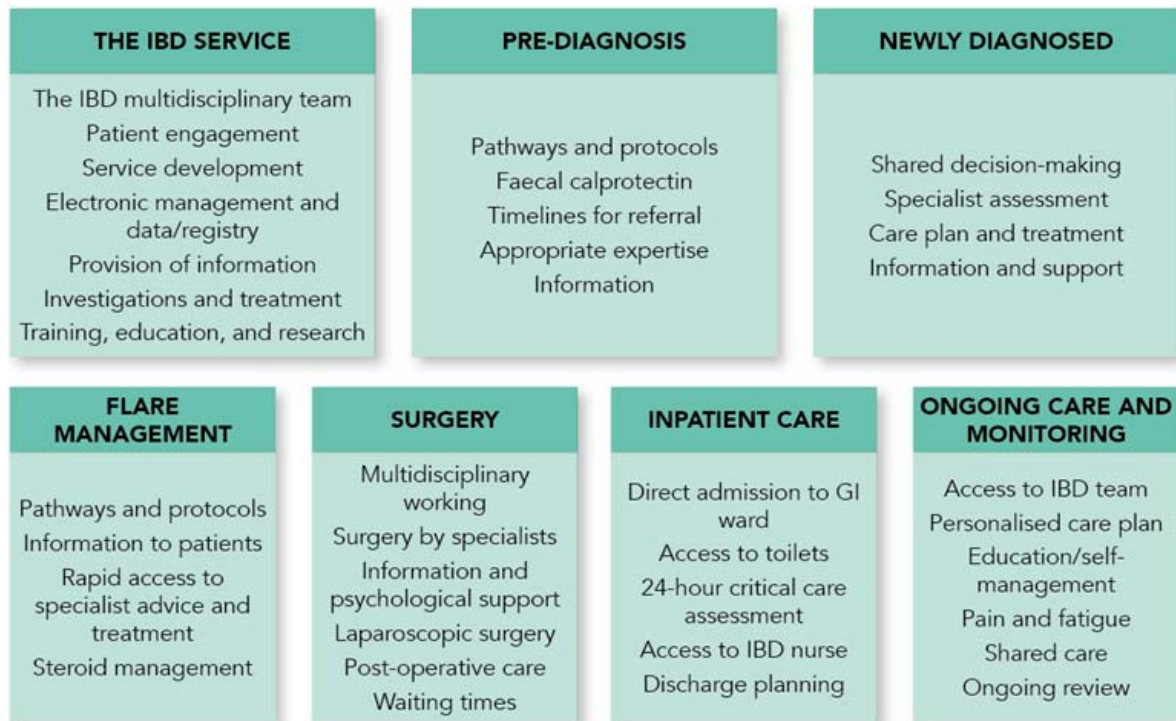 THE IBD SERVICE
The IBD multidisciplinary team
Patient engagement
Service development
Electronic management and
data/registry
Provision of information
Investigations and treatment
Training, education, and research
PRE-DIAGNOSIS
Pathways and protocols
Faecal calprotectin
Timelines for referral
Appropriate expertise
Information
NEWLY DIAGNOSED
Shared decision-making
Specialist assessment
Care plan and treatment
Information and support
FLARE
MANAGEMENT
Pathways and protocols
Information to patients
Rapid access to
specialist advice and
treatment
Steroid management
SURGERY
Multidisciplinary
working
Surgery by specialists
Information and
psychological support
Laparoscopic surgery
Post-operative care
Waiting times
INPATIENT CARE
Direct admission to GI
ward
Access to toilets
24-hour critical care
assessment
Access to IBD nurse
Discharge planning
ONGOING CARE AND
MONITORING
Access to IBD team
Personalised care plan
Education/self-
management
Pain and fatigue
Shared care
Ongoing review